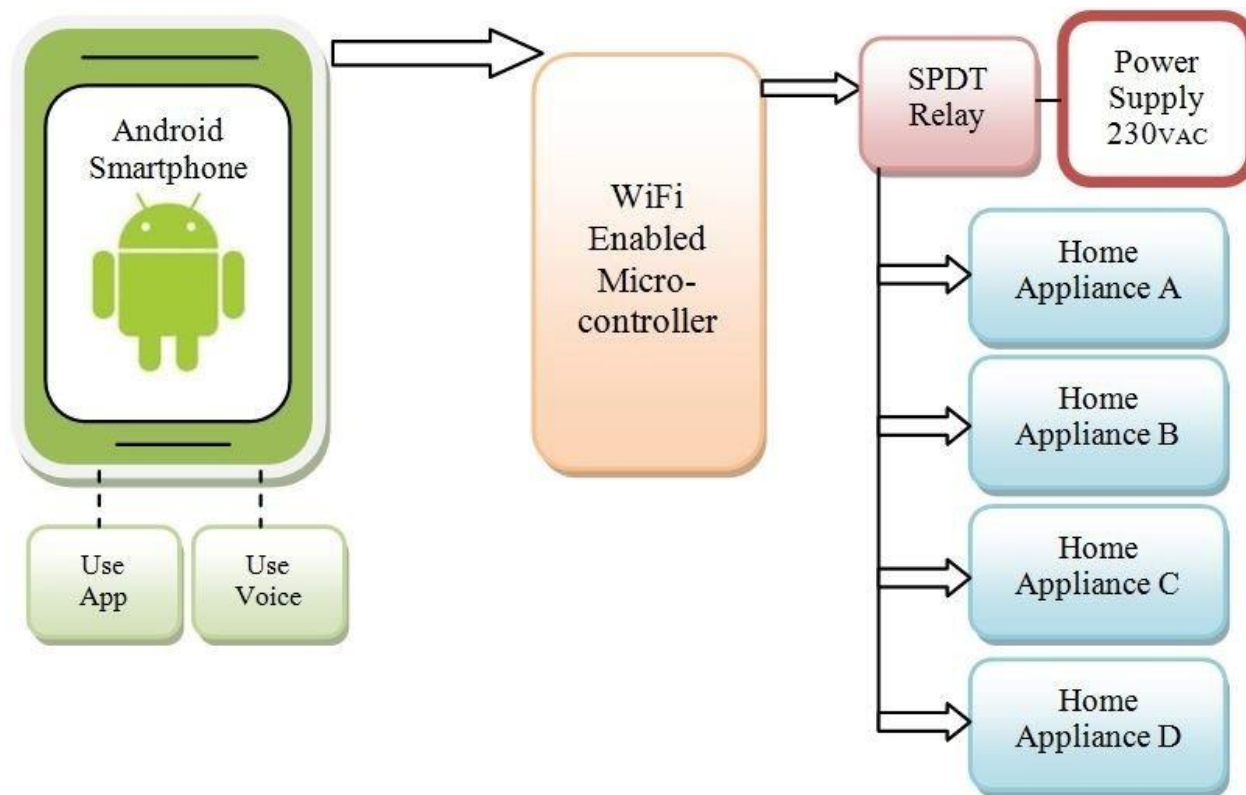 Android
Smartphone
Use
App
Use
Voice
WiFi
Enabled
Micro-
controller
SPDT
Relay
Power
Supply
230VAC
Home
Appliance A
Home
Appliance B
Home
Appliance C
Home
Appliance D